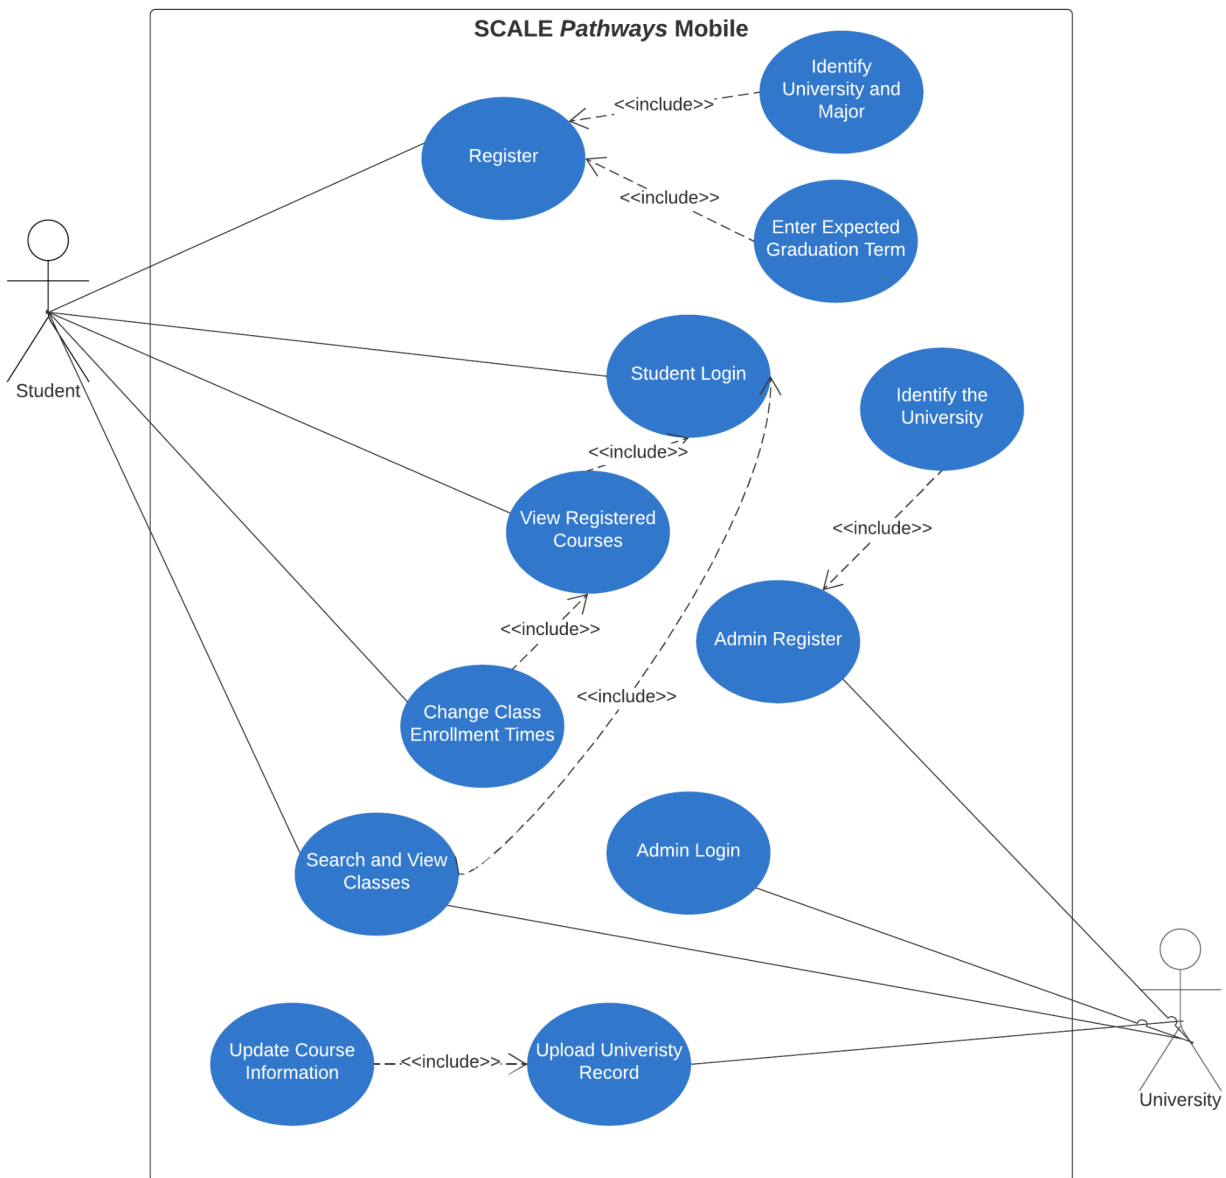 SCALE Pathways Mobile
Identify
University and
Major
<<include>>
Register
<<include>>
Enter Expected
Graduation Term
Student Login
Student
Identify the
University
<<include>>
View Registered
Courses
<<include>>
<<include>>
Admin Register
<<include>>
Change Class
Enrollment Times
Admin Login
Search and View
Classes
Update Course
Information
<<include>>
Upload Univeristy
Record
University